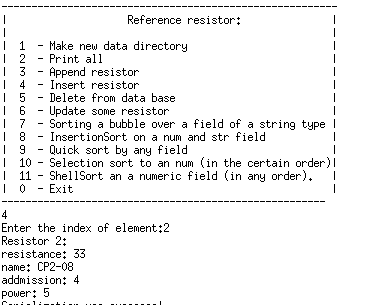 Reference resistor:
| 1 - Make new data directory
| 2 - Print all
| 3 - Append resistor
| 4 - Insert resistor
| 5 - Delete from data base
| 6 - Update some resistor
| 7 - Sorting a bubble over a field of a string type |
| 8 - InsertionSort on a num and str field |
| 9 - Quick sort by any field |
| 10 - Selection sort to an num (in the certain order)|
| 11 - ShellSort an a numeric field (in any order). |
| 0 - Exit |
4
Enter the index of element:2
Resistor 2:
resistance: 33
name: CP2-08
addmission: 4
power: 5